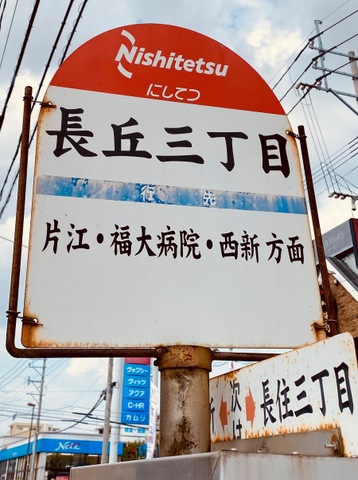 Nishitetsu
にしてつ
長丘三丁目
行先
片江・福大病院・西新 方面
次は
長住三丁目
ヴォクシー
ヴィッツ
アクア
C-HR
カムリ